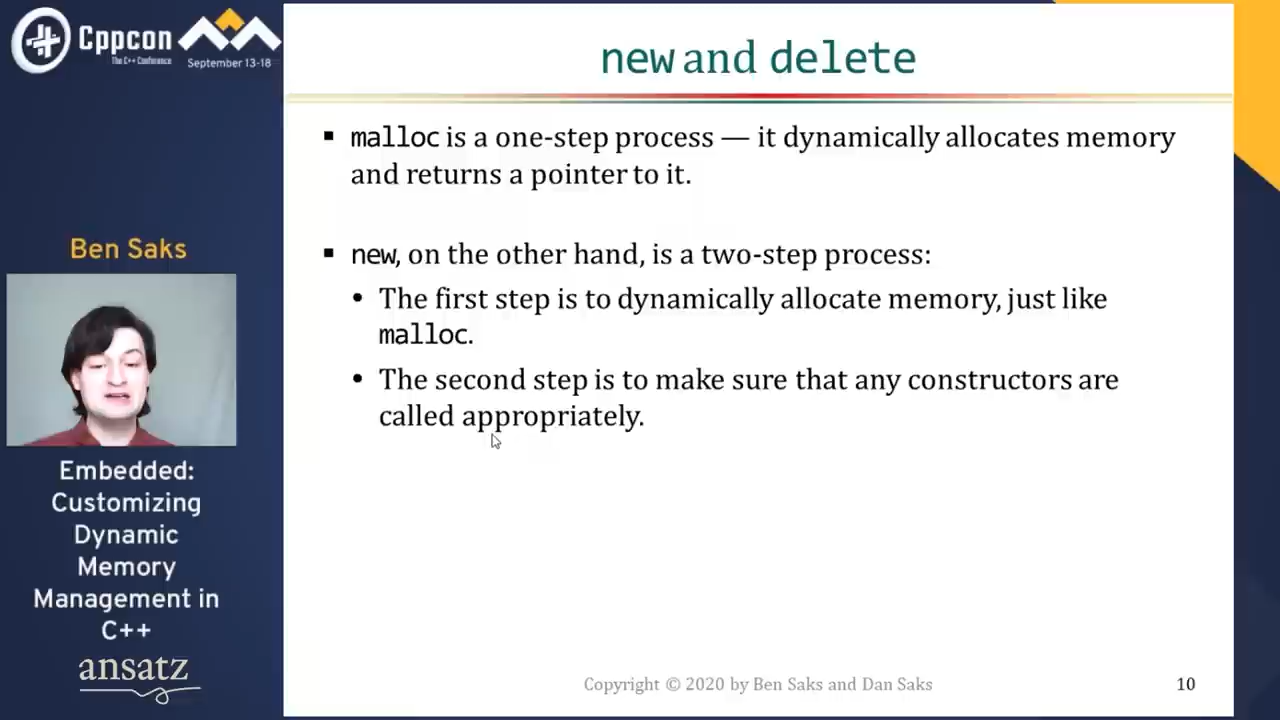 Cppcon
The C++ Conference
September 13-18
Ben Saks
Embedded:
Customizing
Dynamic
Memory
Management in
C++
ansatz
new and delete
▪ malloc is a one-step process — it dynamically allocates memory
and returns a pointer to it.
▪ new, on the other hand, is a two-step process:
• The first step is to dynamically allocate memory, just like
malloc.
• The second step is to make sure that any constructors are
called appropriately.
Copyright © 2020 by Ben Saks and Dan Saks
10